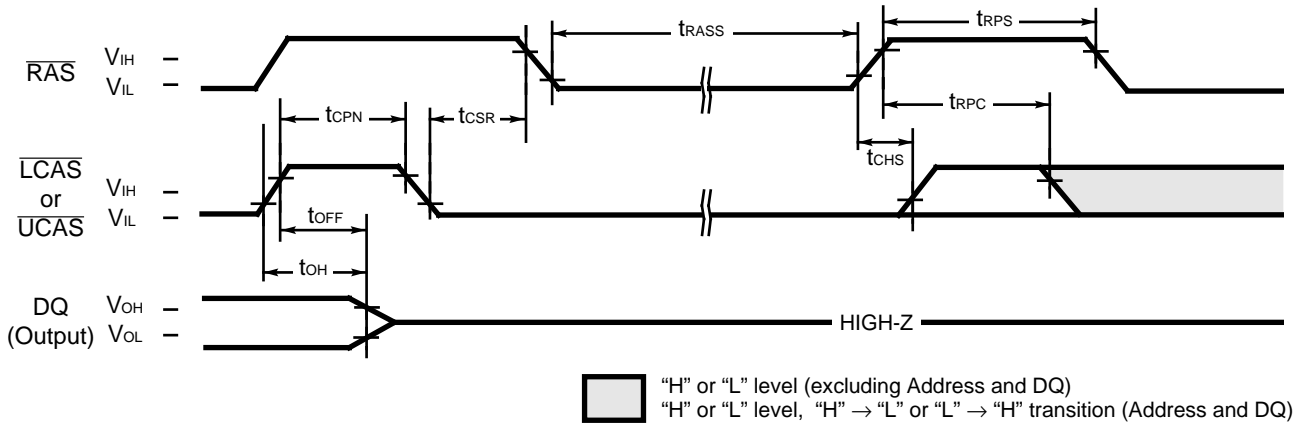 tRASS
tRPS
RAS
VIH
VIL
tCPN
tCSR
tRPC
tCHS
LCAS
or
UCAS
VIH
VIL
tOFF
tOH
DQ
(Output)
VOH
VOL
HIGH-Z
“H” or “L” level (excluding Address and DQ)
“H” or “L” level, “H” → “L” or “L” → “H” transition (Address and DQ)